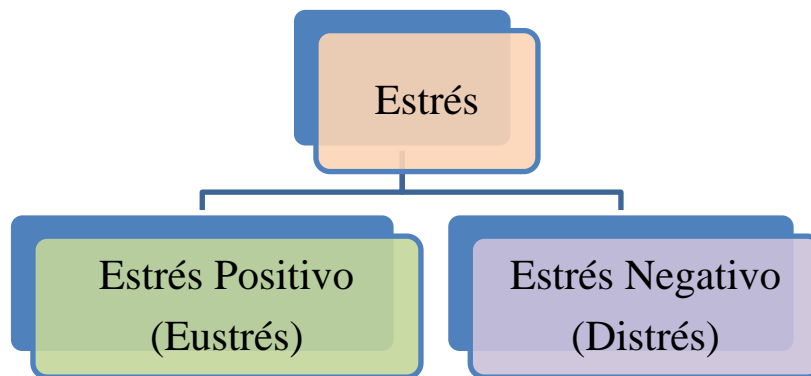 Estrés
Estrés Positivo
(Eustrés)
Estrés Negativo
(Distrés)